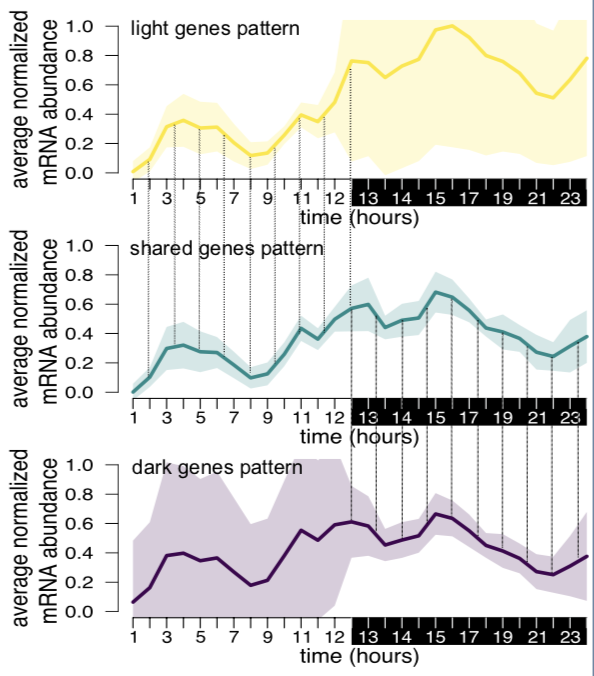 light genes pattern
average normalized
mRNA abundance
1.0
0.8
0.6
0.4
0.2
0.0
1 3 5 7 9 11 12 13 15 17 19 21 23
time (hours)
shared genes pattern
average normalized
mRNA abundance
1.0
0.8
0.6
0.4
0.2
0.0
1 3 5 7 9 11 12 13 15 17 19 21 23
time (hours)
dark genes pattern
average normalized
mRNA abundance
1.0
0.8
0.6
0.4
0.2
0.0
1 3 5 7 9 11 12 13 15 17 19 21 23
time (hours)